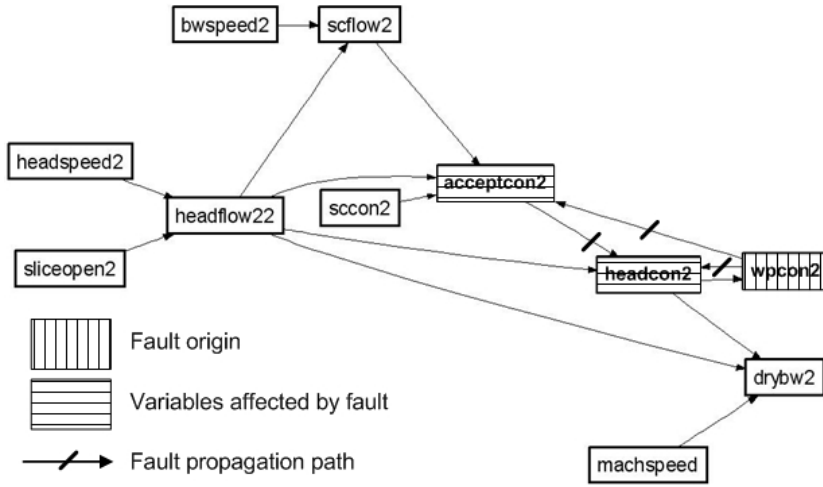 bwspeed2
scflow2
headspeed2
acceptcon2
headflow22
sccon2
sliceopen2
headcon2
wpcon2
Fault origin
drybw2
Variables affected by fault
Fault propagation path
machspeed